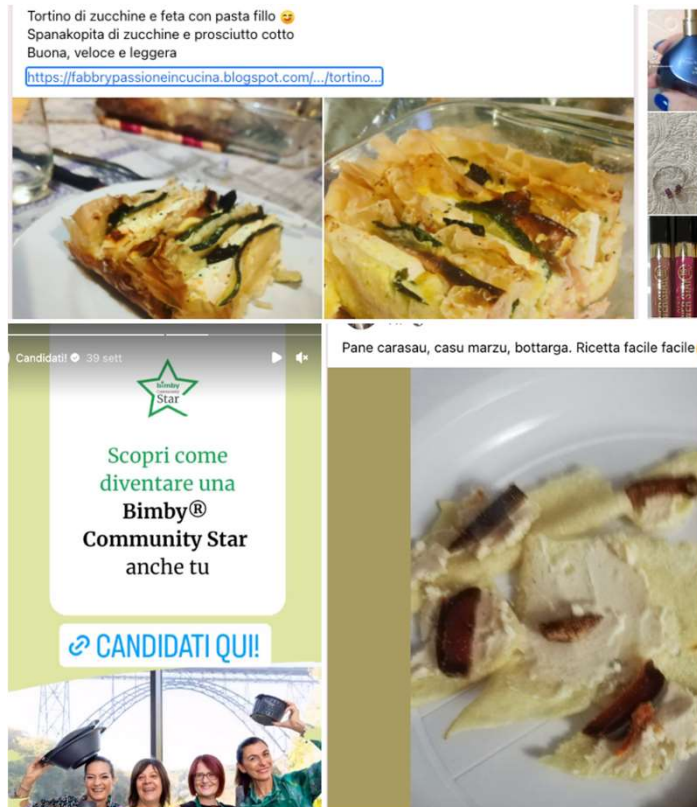 Tortino di zucchine e feta con pasta fillo 😋
Spanakopita di zucchine e prosciutto cotto
Buona, veloce e leggera
https://fabbrypassioneincucina.blogspot.com/.../tortino...
Candidati! 39 sett
bimby
Star
Scopri come
diventare una
Bimby®
Community Star
anche tu
CANDIDATI QUI!
Pane carasau, casu marzu, bottarga. Ricetta facile facile